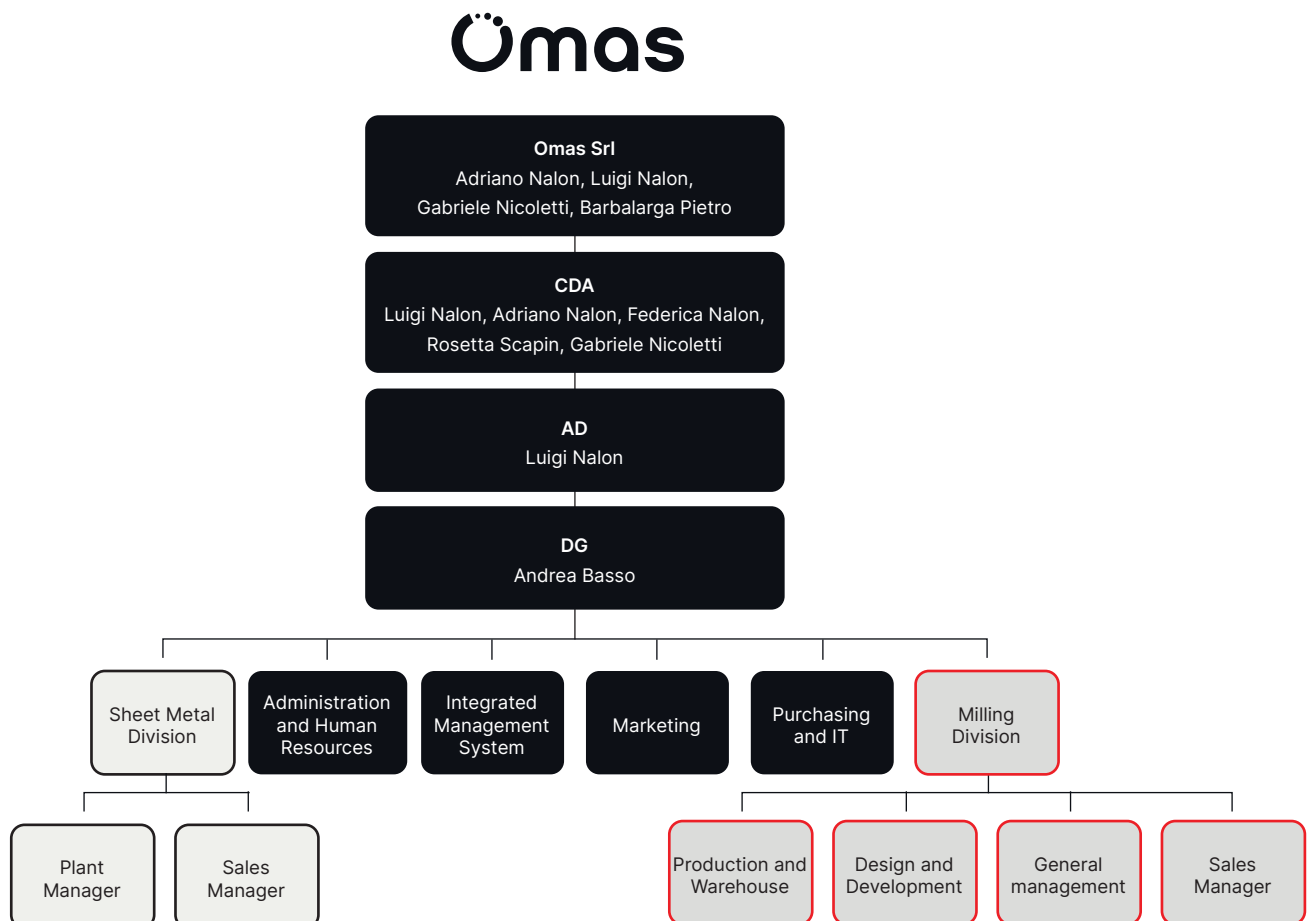 Omas
Omas Srl
Adriano Nalon, Luigi Nalon,
Gabriele Nicoletti, Barbalarga Pietro
CDA
Luigi Nalon, Adriano Nalon, Federica Nalon,
Rosetta Scapin, Gabriele Nicoletti
AD
Luigi Nalon
DG
Andrea Basso
Sheet Metal
Division
Administration
and Human
Resources
Integrated
Management
System
Marketing
Purchasing
and IT
Milling
Division
Plant
Manager
Sales
Manager
Production and
Warehouse
Design and
Development
General
management
Sales
Manager